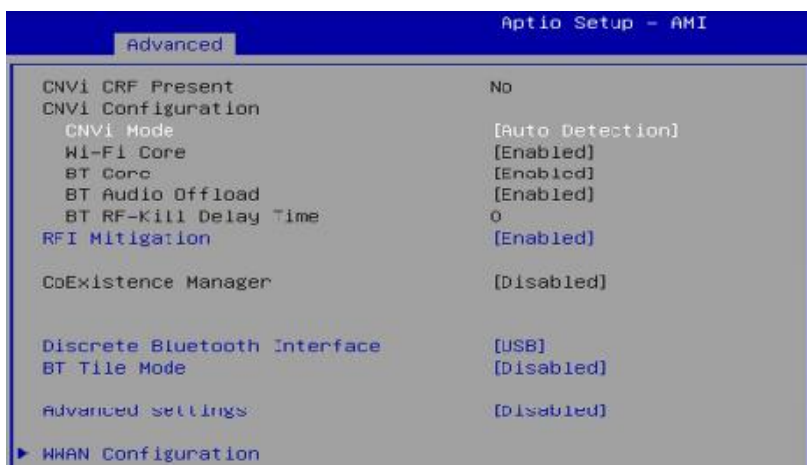 Aptio Setup - AMI
Advanced
CNVi CRF Present No
CNVi Configuration
CNVi Mode [Auto Detection]
Wi-Fi Core [Enabled]
BT Core [Enabled]
BT Audio Offload [Enabled]
BT RF-Kill Delay Time 0
RFI Mitigation [Enabled]
CoExistence Manager [Disabled]
Discrete Bluetooth Interface [USB]
BT Tile Mode [Disabled]
Advanced settings [Disabled]
WWAN Configuration